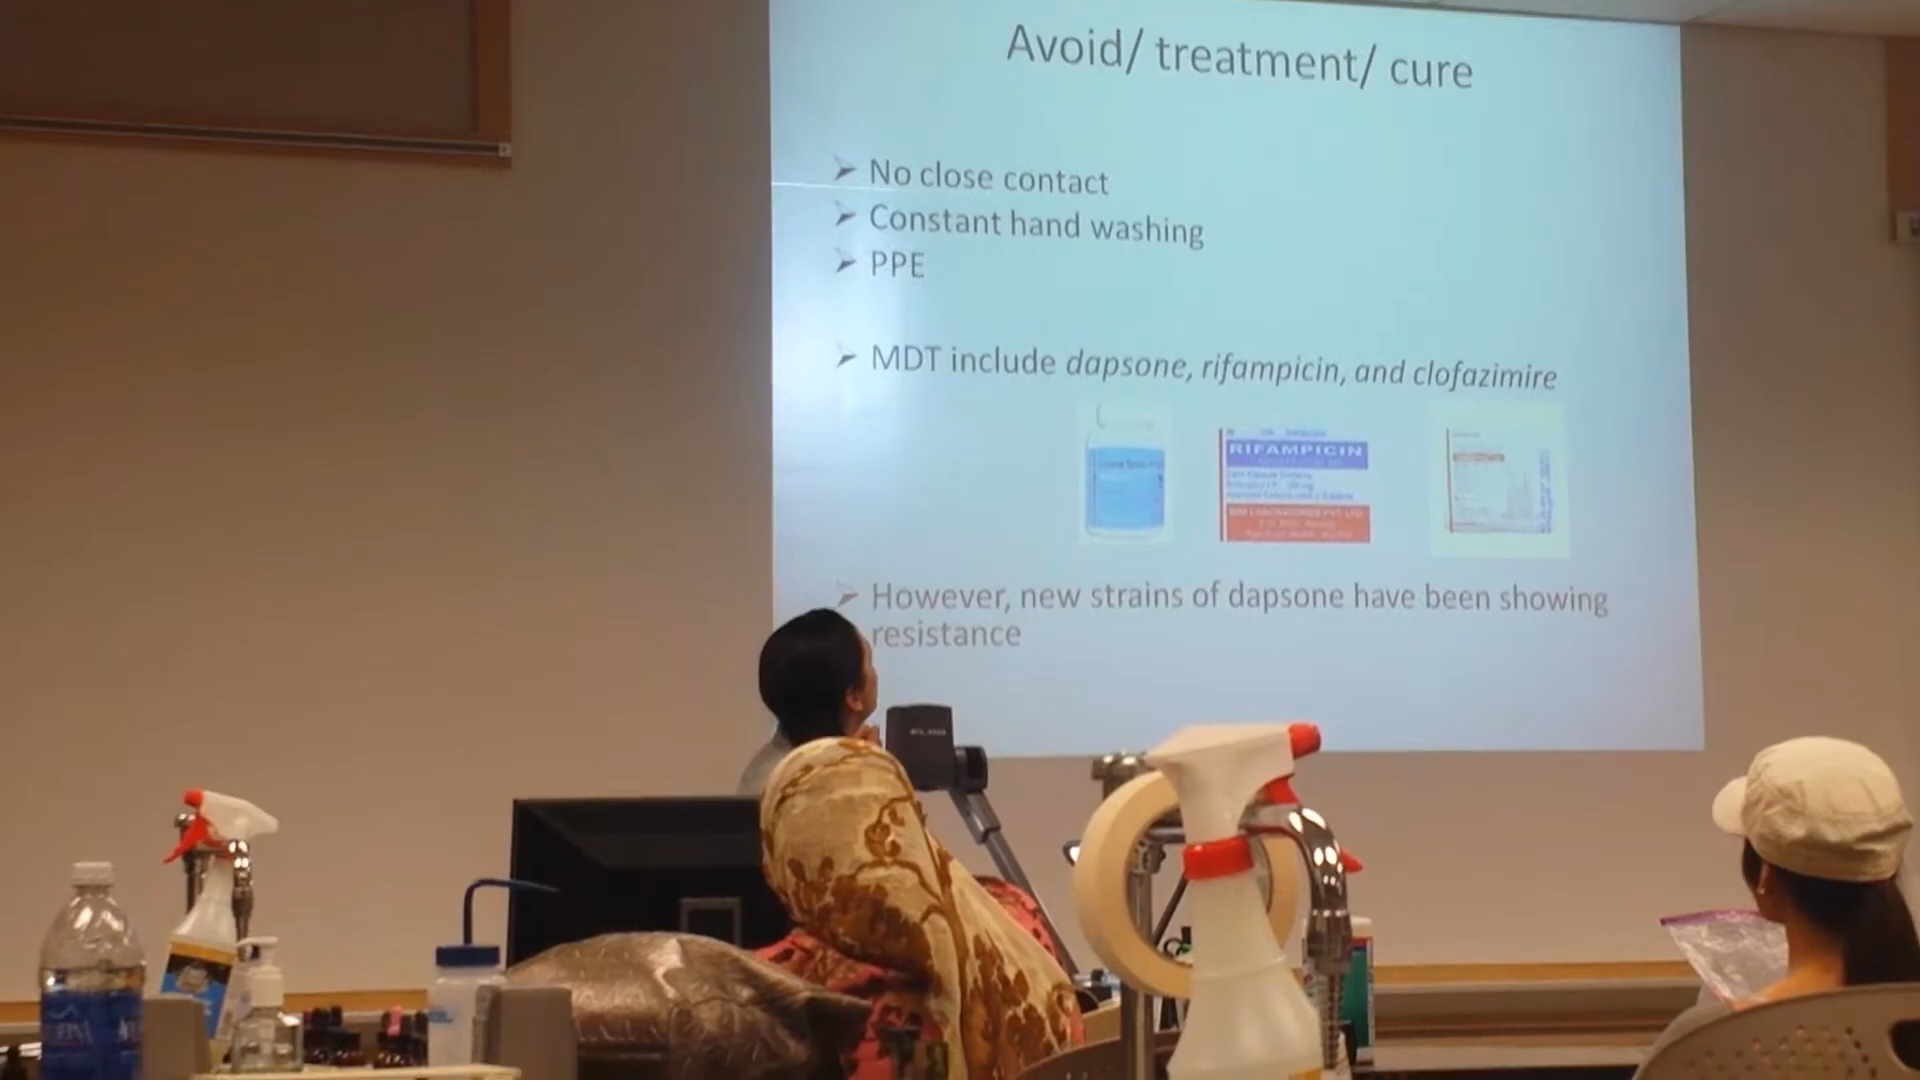 Avoid/ treatment/ cure
➢ No close contact
➢ Constant hand washing
➢ PPE
➢ MDT include dapsone, rifampicin, and clofazimire
RIFAMPICIN
➢ However, new strains of dapsone have been showing
resistance
ELMO